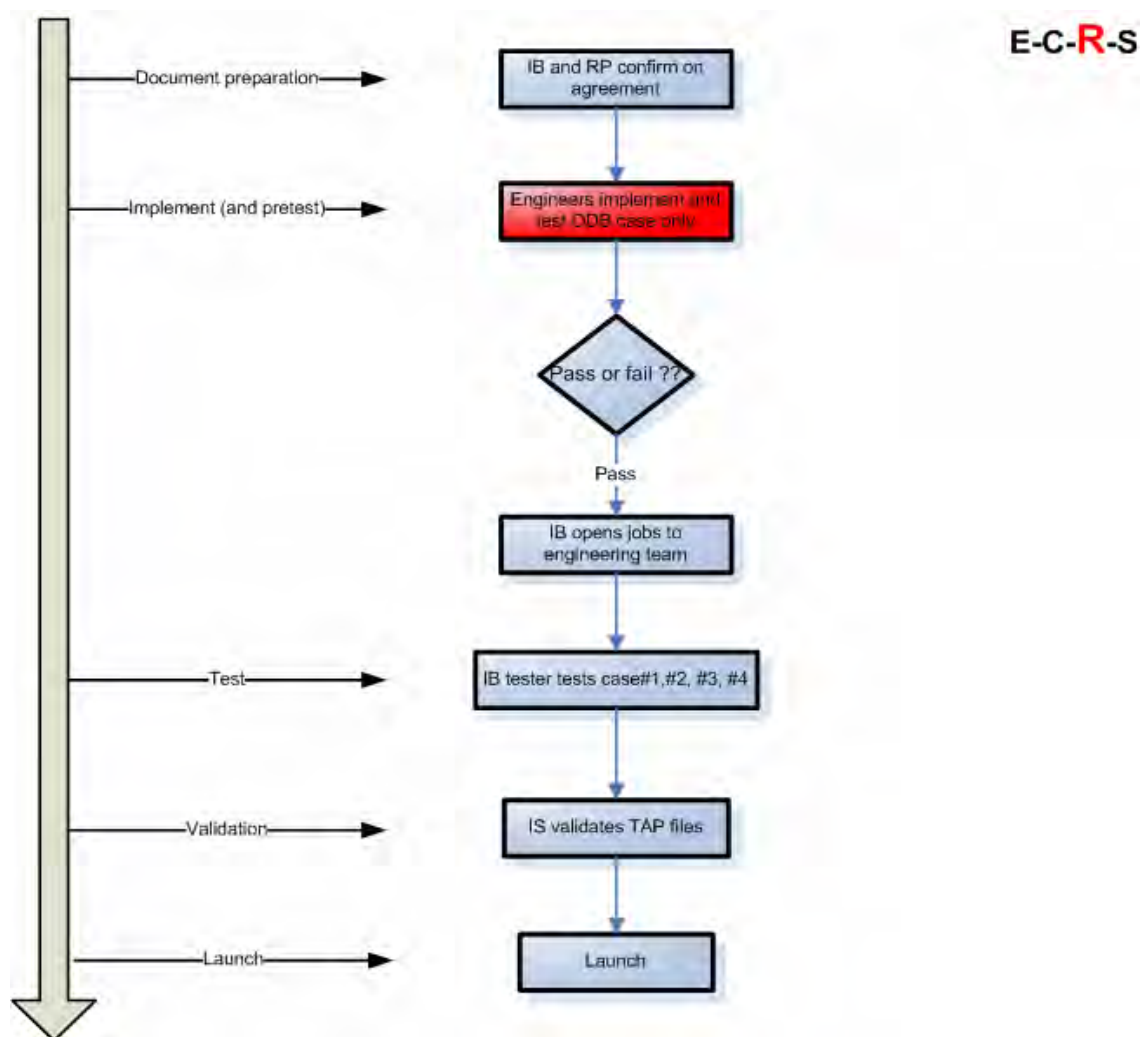 E-C-R-S
Document preparation
IB and RP confirm on
agreement
Implement (and pretest)
Engineers implement and
test ODB case only
Pass or fail ??
Pass
IB opens jobs to
engineering team
Test
IB tester tests case#1,#2, #3, #4
Validation
IS validates TAP files
Launch
Launch